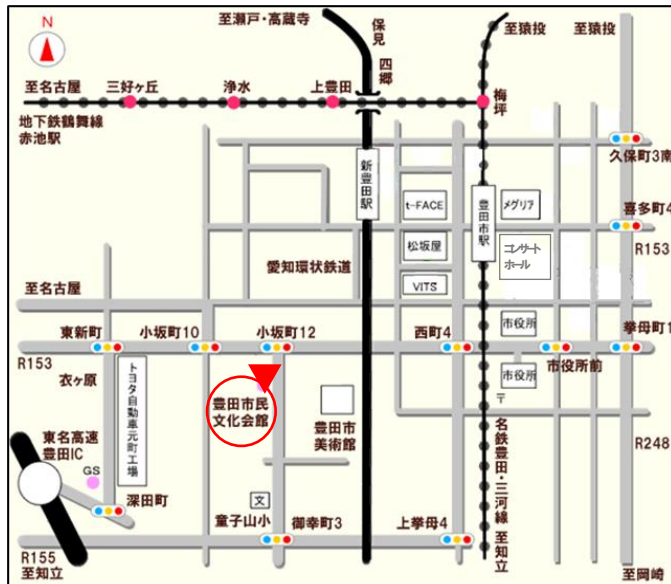 N
至瀬戸・高蔵寺
保見
四郷
至猿投
至猿投
至名古屋
三好ヶ丘
浄水
上豊田
梅坪
地下鉄鶴舞線
赤池駅
久保町3南
新豊田駅
t-FACE
豊田市駅
メグリア
喜多町4
松坂屋
コンサート
ホール
R153
愛知環状鉄道
VITS
至名古屋
東新町
小坂町10
小坂町12
西町4
市役所
挙母町1
R153
市役所前
衣ヶ原
トヨタ自動車元町工場
市役所
〒
豊田市民
文化会館
豊田市
美術館
名鉄豊田・三河線
至知立
東名高速
豊田IC
GS
R248
深田町
文
童子山小
御幸町3
上挙母4
R155
至知立
至岡崎